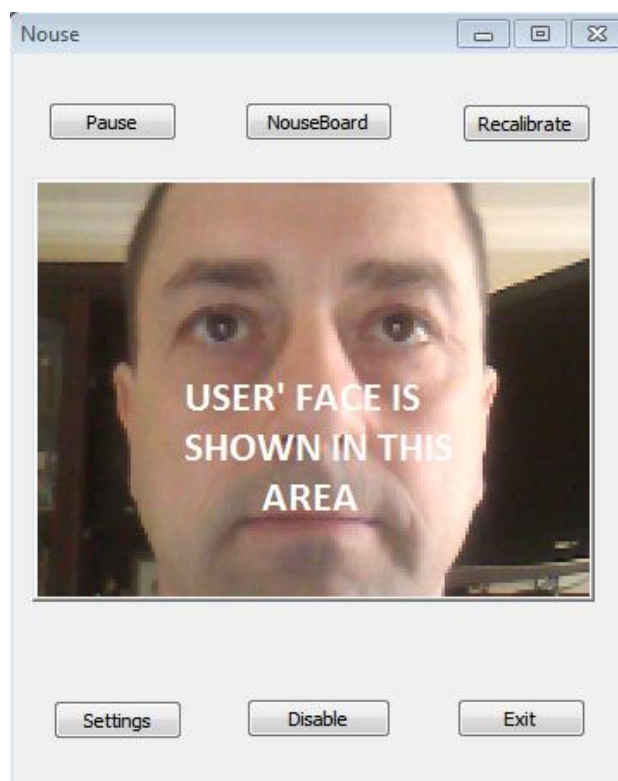 Nouse
Pause NouseBoard Recalibrate
USER' FACE IS
SHOWN IN THIS
AREA
Settings Disable Exit